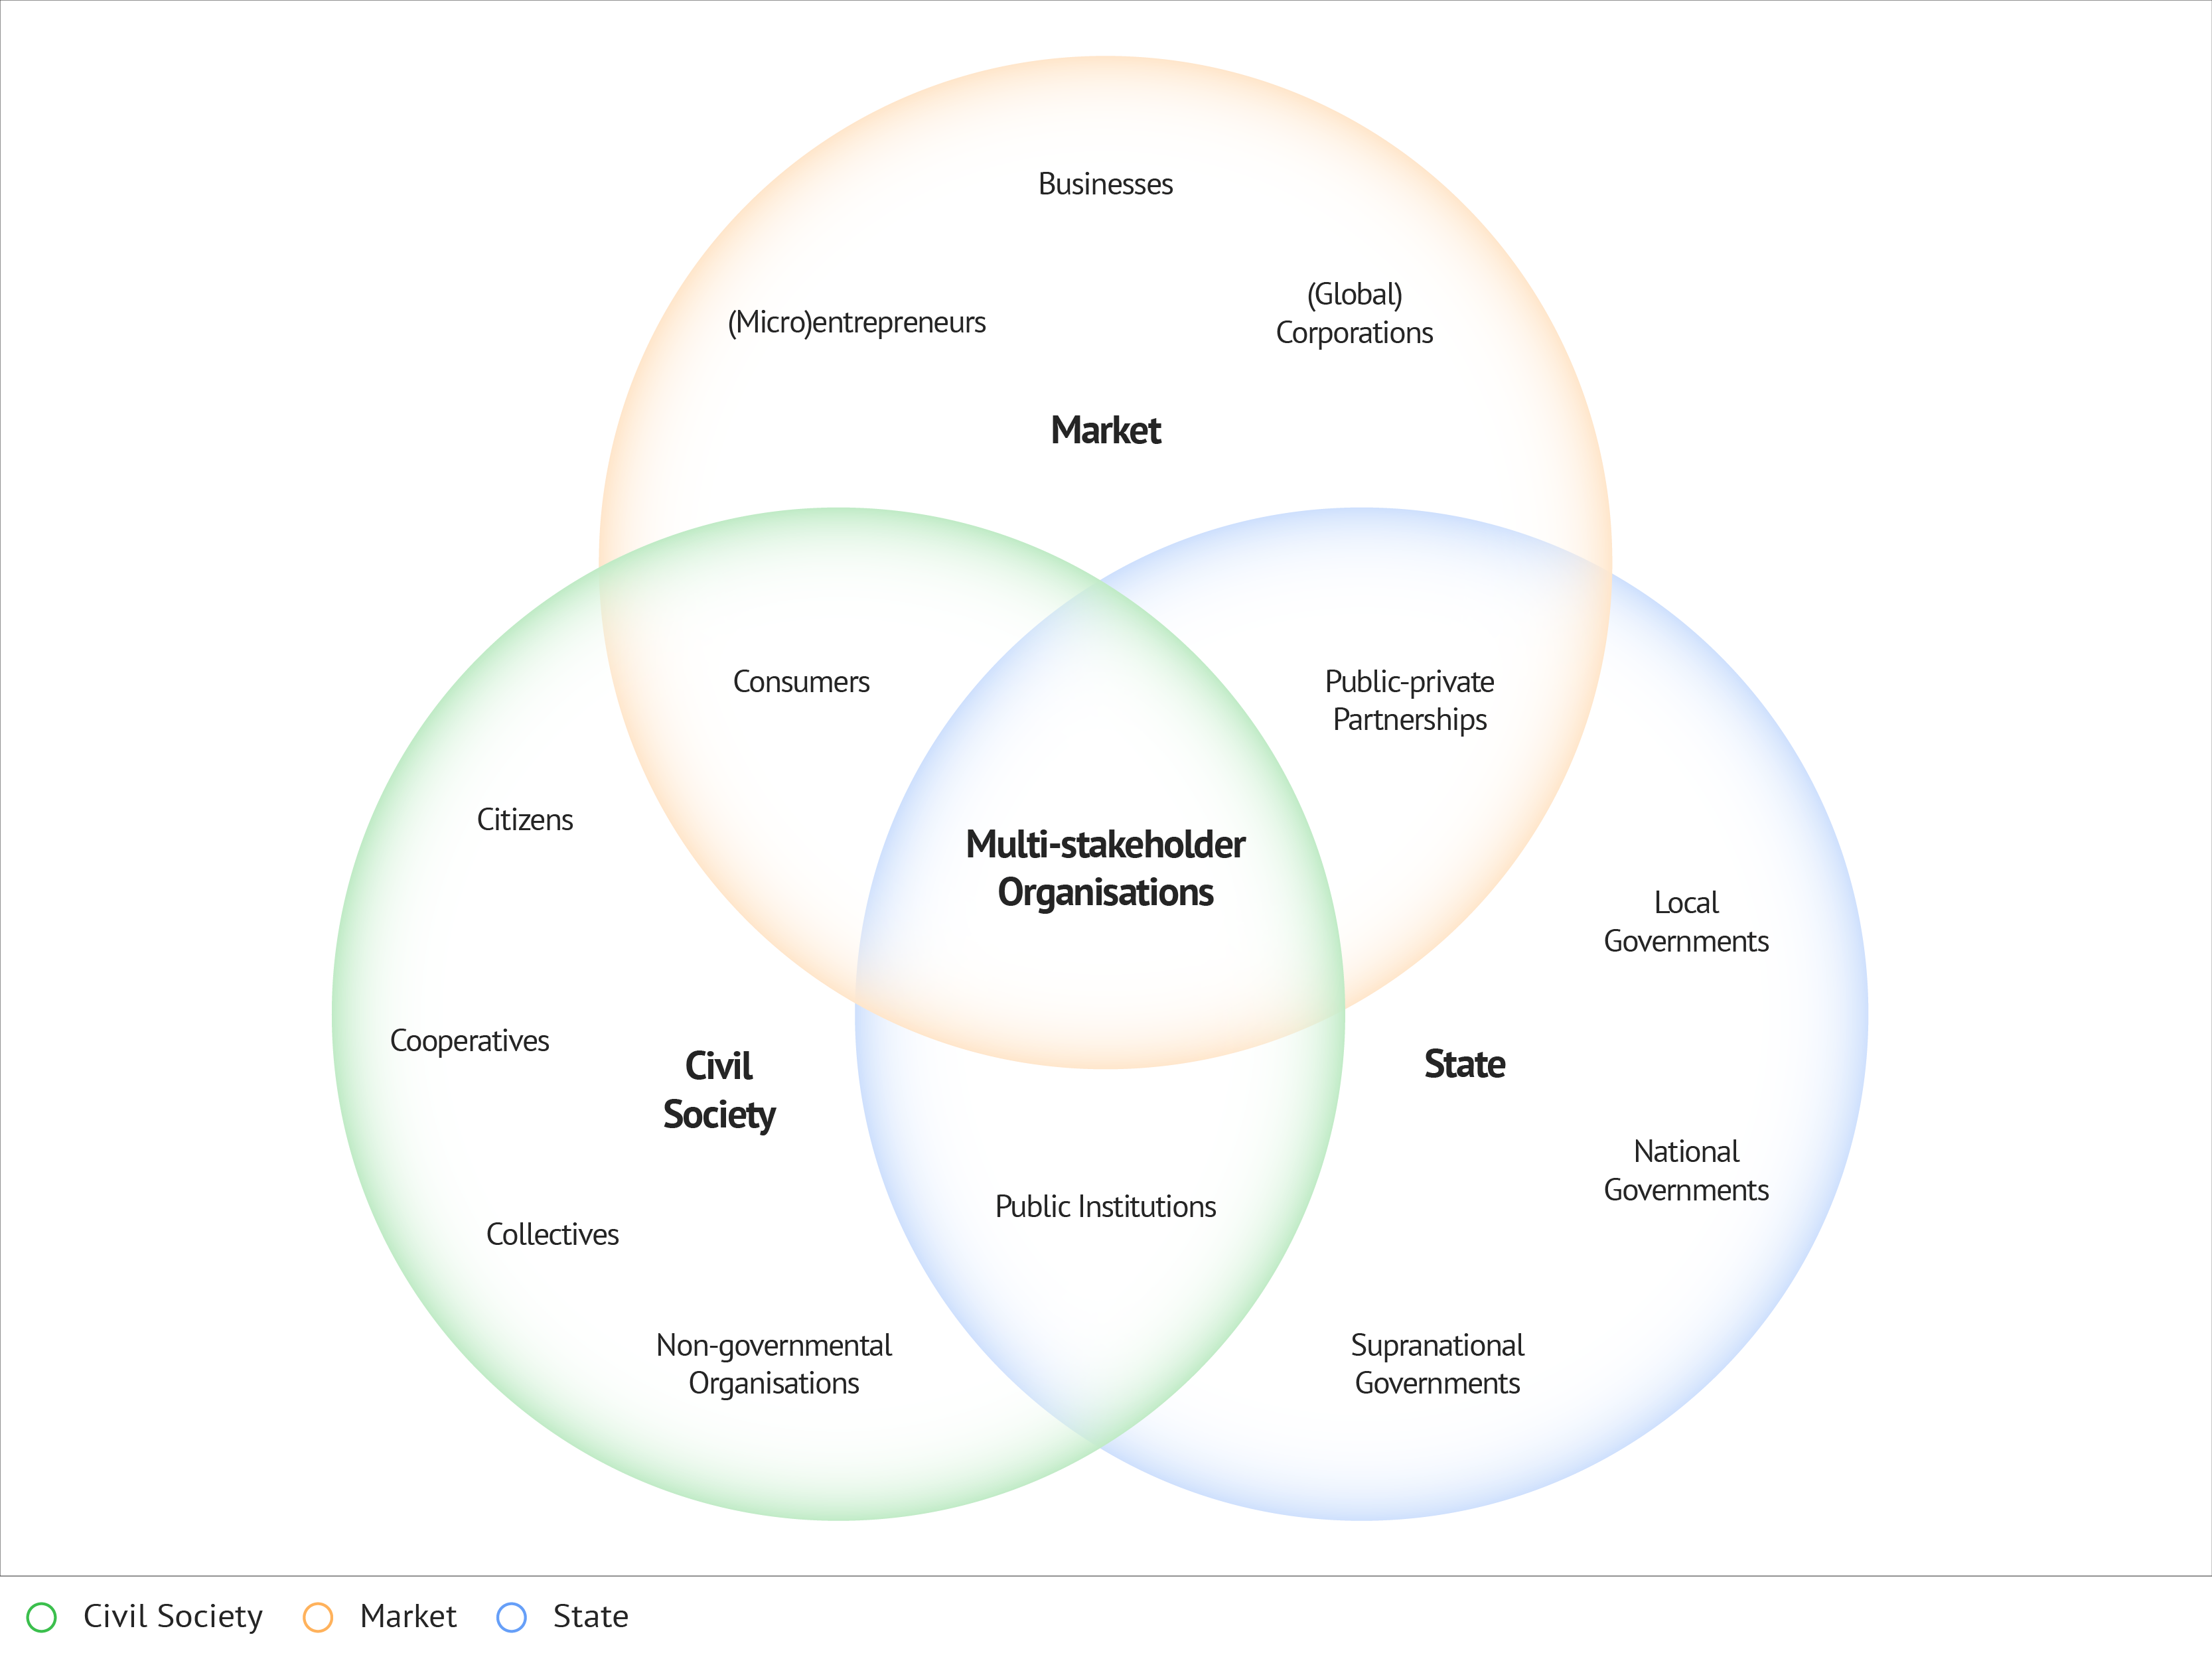 Businesses
(Micro)entrepreneurs
(Global)
Corporations
Market
Consumers
Public-private
Partnerships
Citizens
Multi-stakeholder
Organisations
Local
Governments
Cooperatives
Civil
Society
State
National
Governments
Public Institutions
Collectives
Non-governmental
Organisations
Supranational
Governments
Civil Society
Market
State